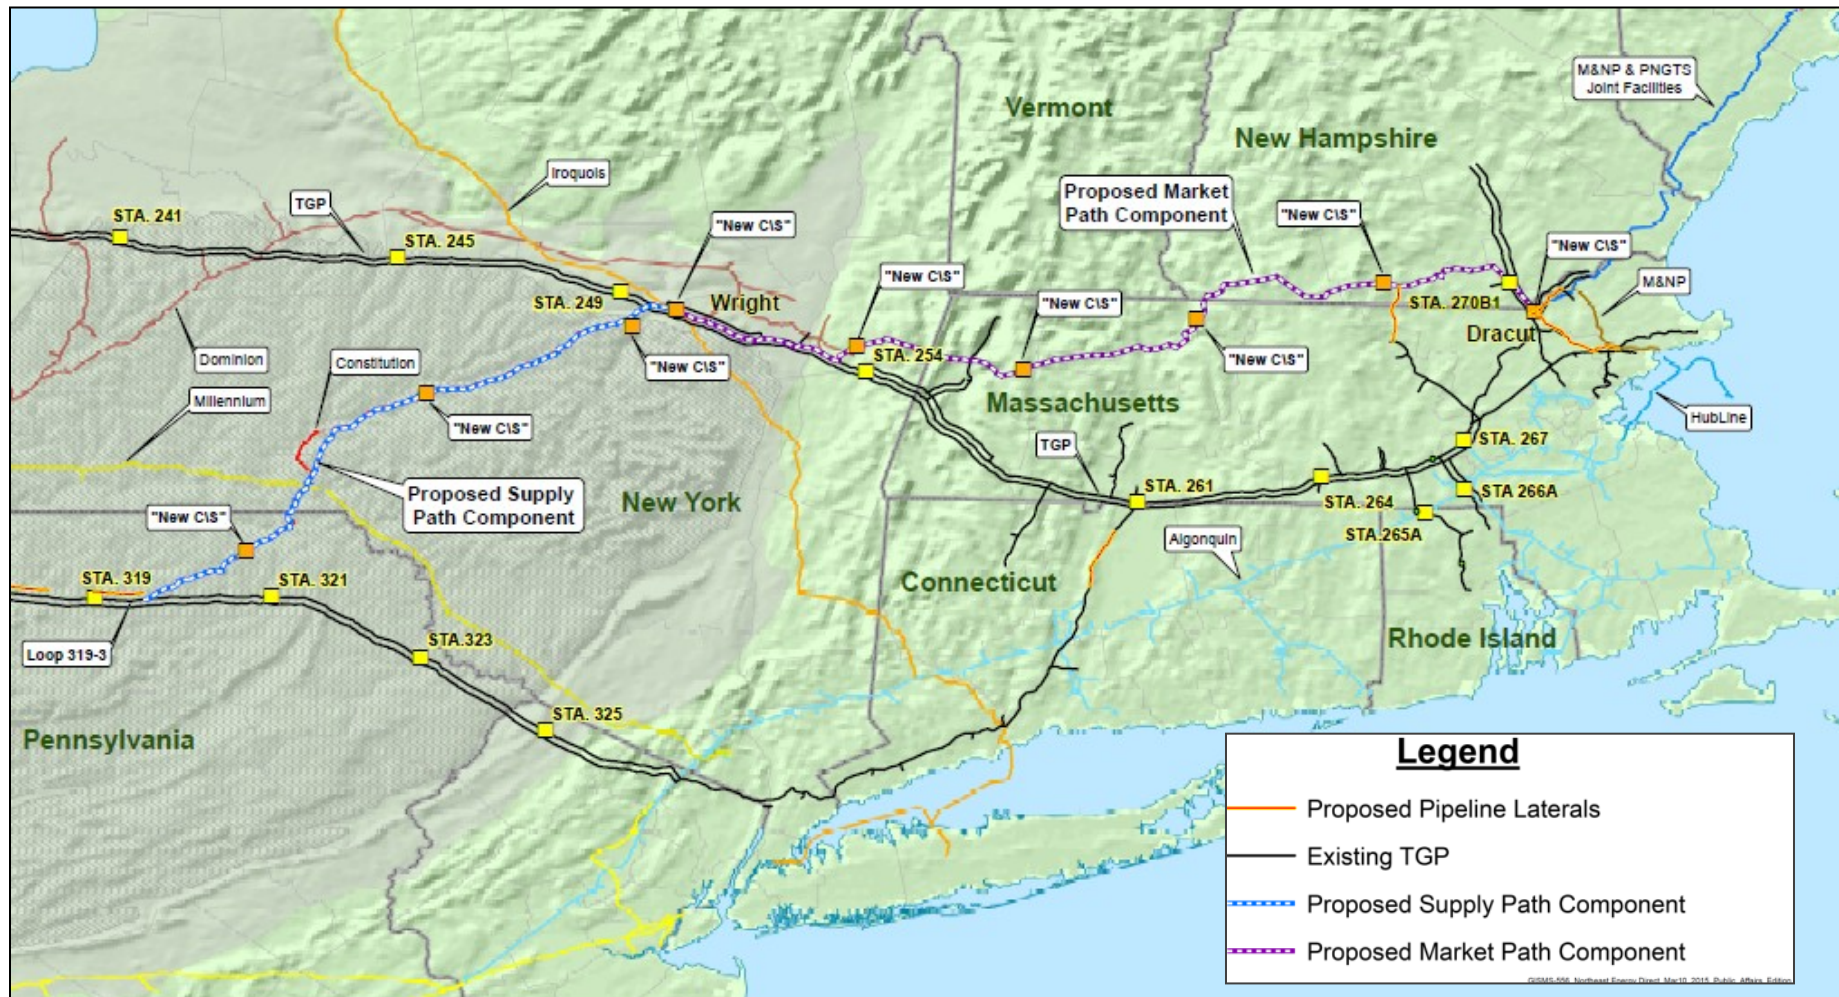 M&NP & PNGTS
Joint Facilities
Vermont
New Hampshire
Iroquois
Proposed Market
Path Component
TGP
STA. 241
STA. 245
"New C\S"
"New C\S"
"New C\S"
"New C\S"
"New C\S"
M&NP
STA. 249
Wright
STA. 270B1
Dracut
Dominion
Constitution
"New C\S"
STA. 254
"New C\S"
Millennium
"New C\S"
Massachusetts
HubLine
TGP
STA. 267
Proposed Supply
Path Component
New York
STA. 261
STA. 264
STA 266A
"New C\S"
STA.265A
Algonquin
STA. 319
STA. 321
Connecticut
Loop 319-3
STA.323
Rhode Island
STA. 325
Pennsylvania
Legend
Proposed Pipeline Laterals
Existing TGP
Proposed Supply Path Component
Proposed Market Path Component
GISMS-556_Northeast_Energy_Direct_Mar10_2015_Public_Affairs_Edition